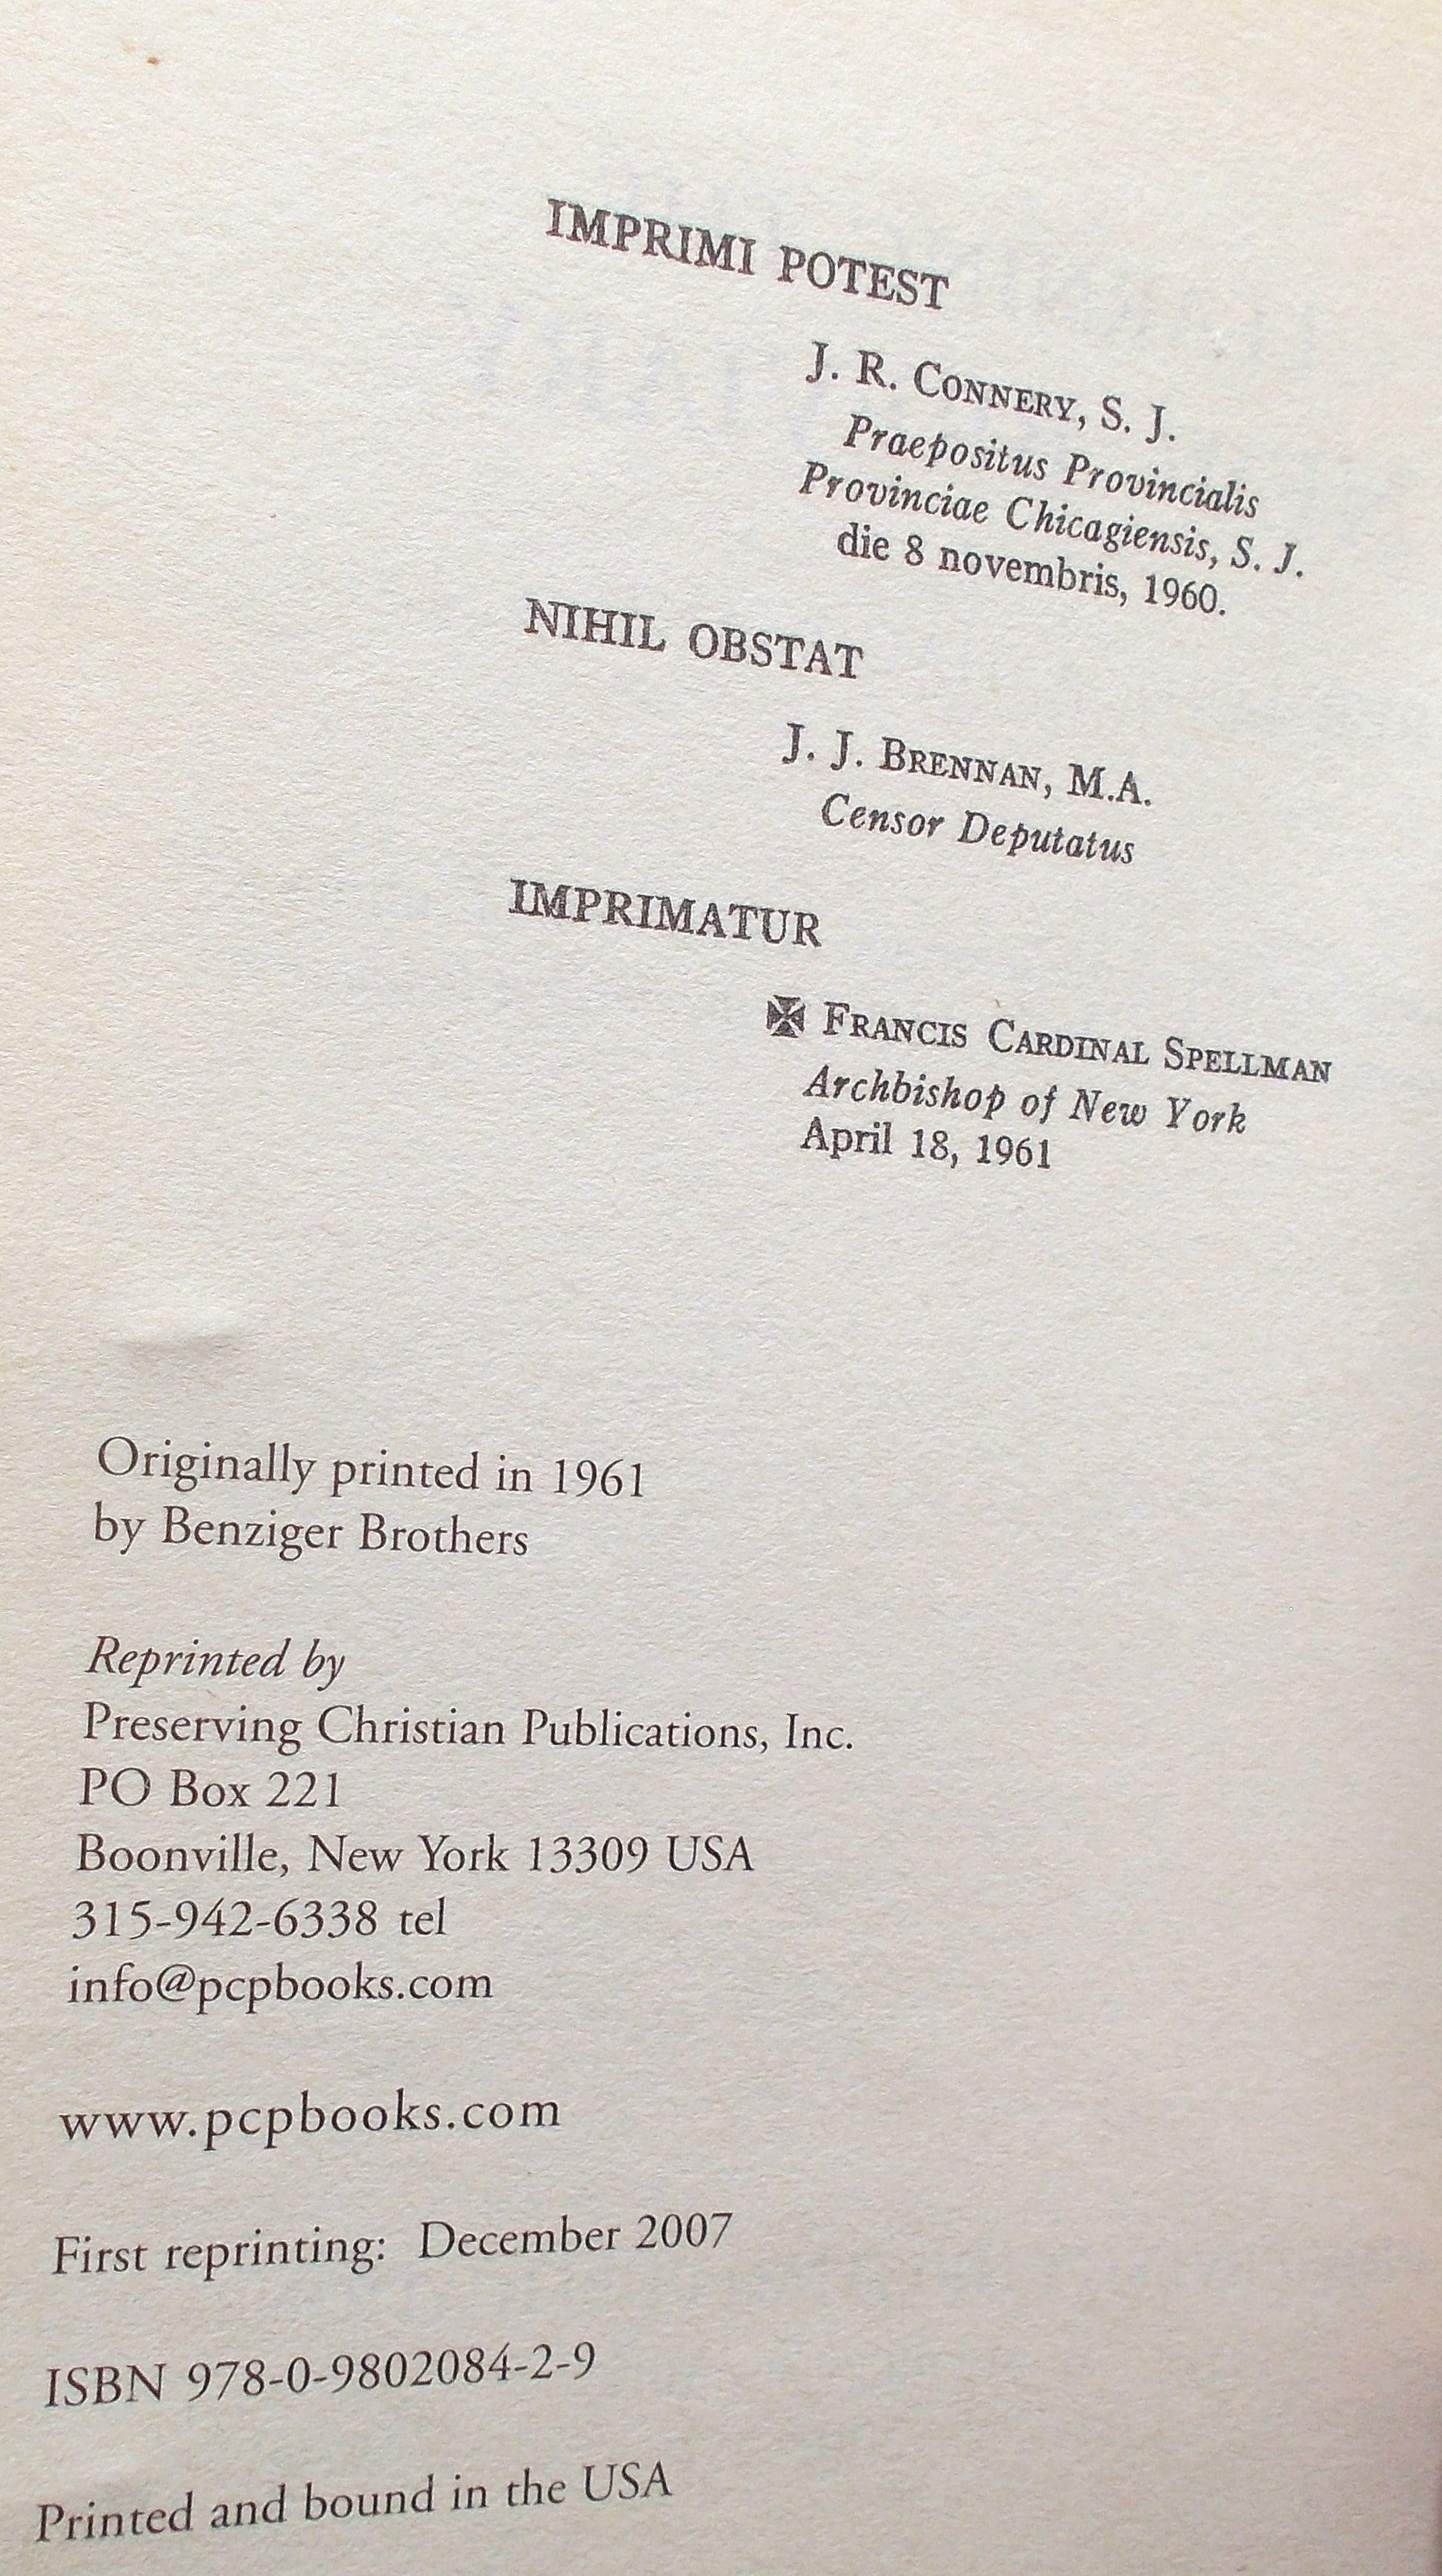 IMPRIMI POTEST
J. R. CONNERY, S. J.
Praepositus Provincialis
Provinciae Chicagiensis, S. J.
die 8 novembris, 1960.
NIHIL OBSTAT
J. J. BRENNAN, M.A.
Censor Deputatus
IMPRIMATUR
✠ FRANCIS CARDINAL SPELLMAN
Archbishop of New York
April 18, 1961
Originally printed in 1961
by Benziger Brothers
Reprinted by
Preserving Christian Publications, Inc.
PO Box 221
Boonville, New York 13309 USA
315-942-6338 tel
info@pcpbooks.com
www.pcpbooks.com
First reprinting: December 2007
ISBN 978-0-9802084-2-9
Printed and bound in the USA